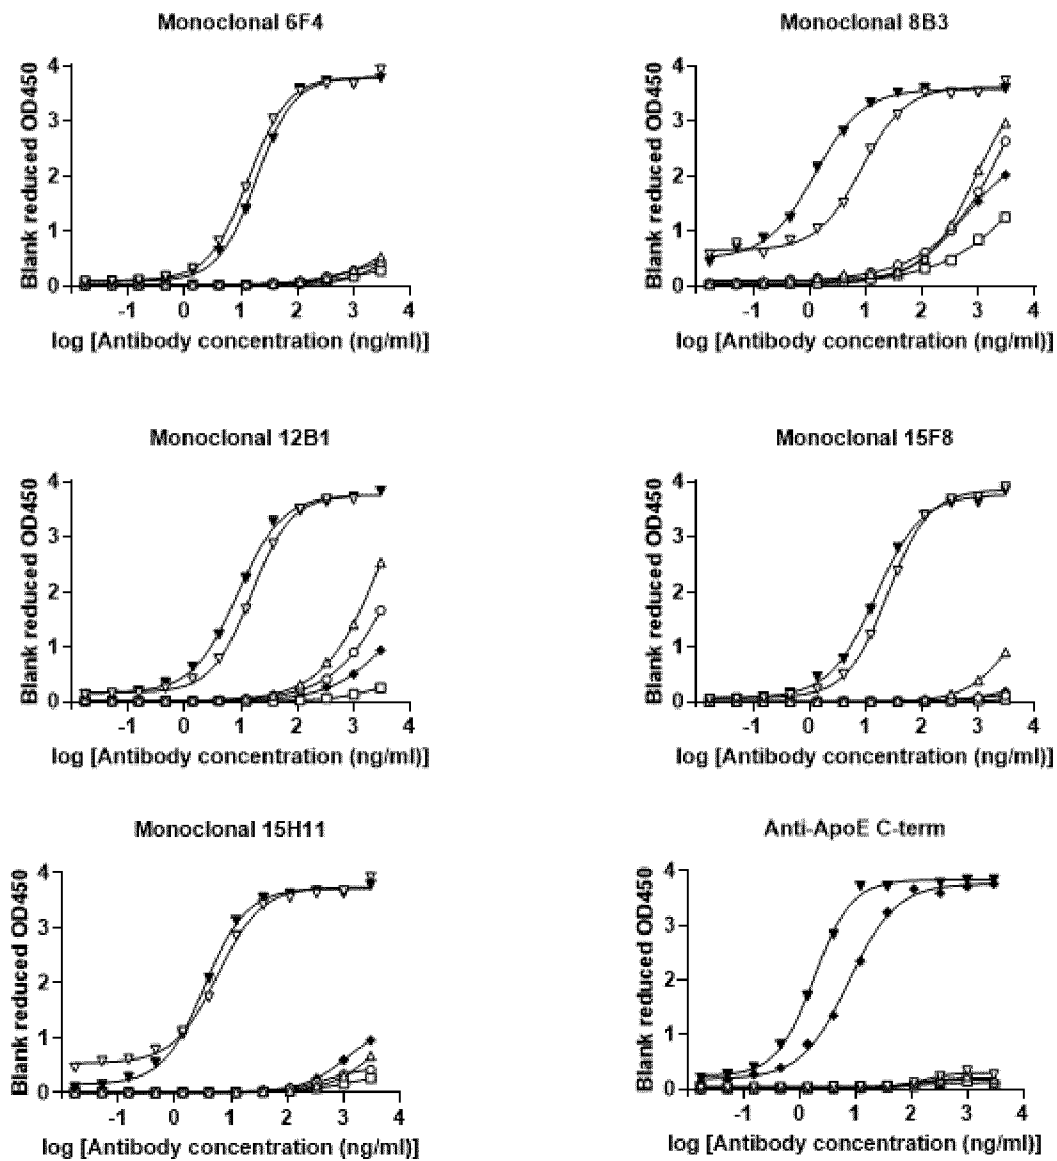 Monoclonal 6F4
Monoclonal 8B3
Blank reduced OD450
4
3
2
1
0
-1 0 1 2 3 4
log [Antibody concentration (ng/ml)]
Blank reduced OD450
4
3
2
1
0
-1 0 1 2 3 4
log [Antibody concentration (ng/ml)]
Monoclonal 12B1
Monoclonal 15F8
Blank reduced OD450
4
3
2
1
0
-1 0 1 2 3 4
log [Antibody concentration (ng/ml)]
Blank reduced OD450
4
3
2
1
0
-1 0 1 2 3 4
log [Antibody concentration (ng/ml)]
Monoclonal 15H11
Anti-ApoE C-term
Blank reduced OD450
4
3
2
1
0
-1 0 1 2 3 4
log [Antibody concentration (ng/ml)]
Blank reduced OD450
4
3
2
1
0
-1 0 1 2 3 4
log [Antibody concentration (ng/ml)]